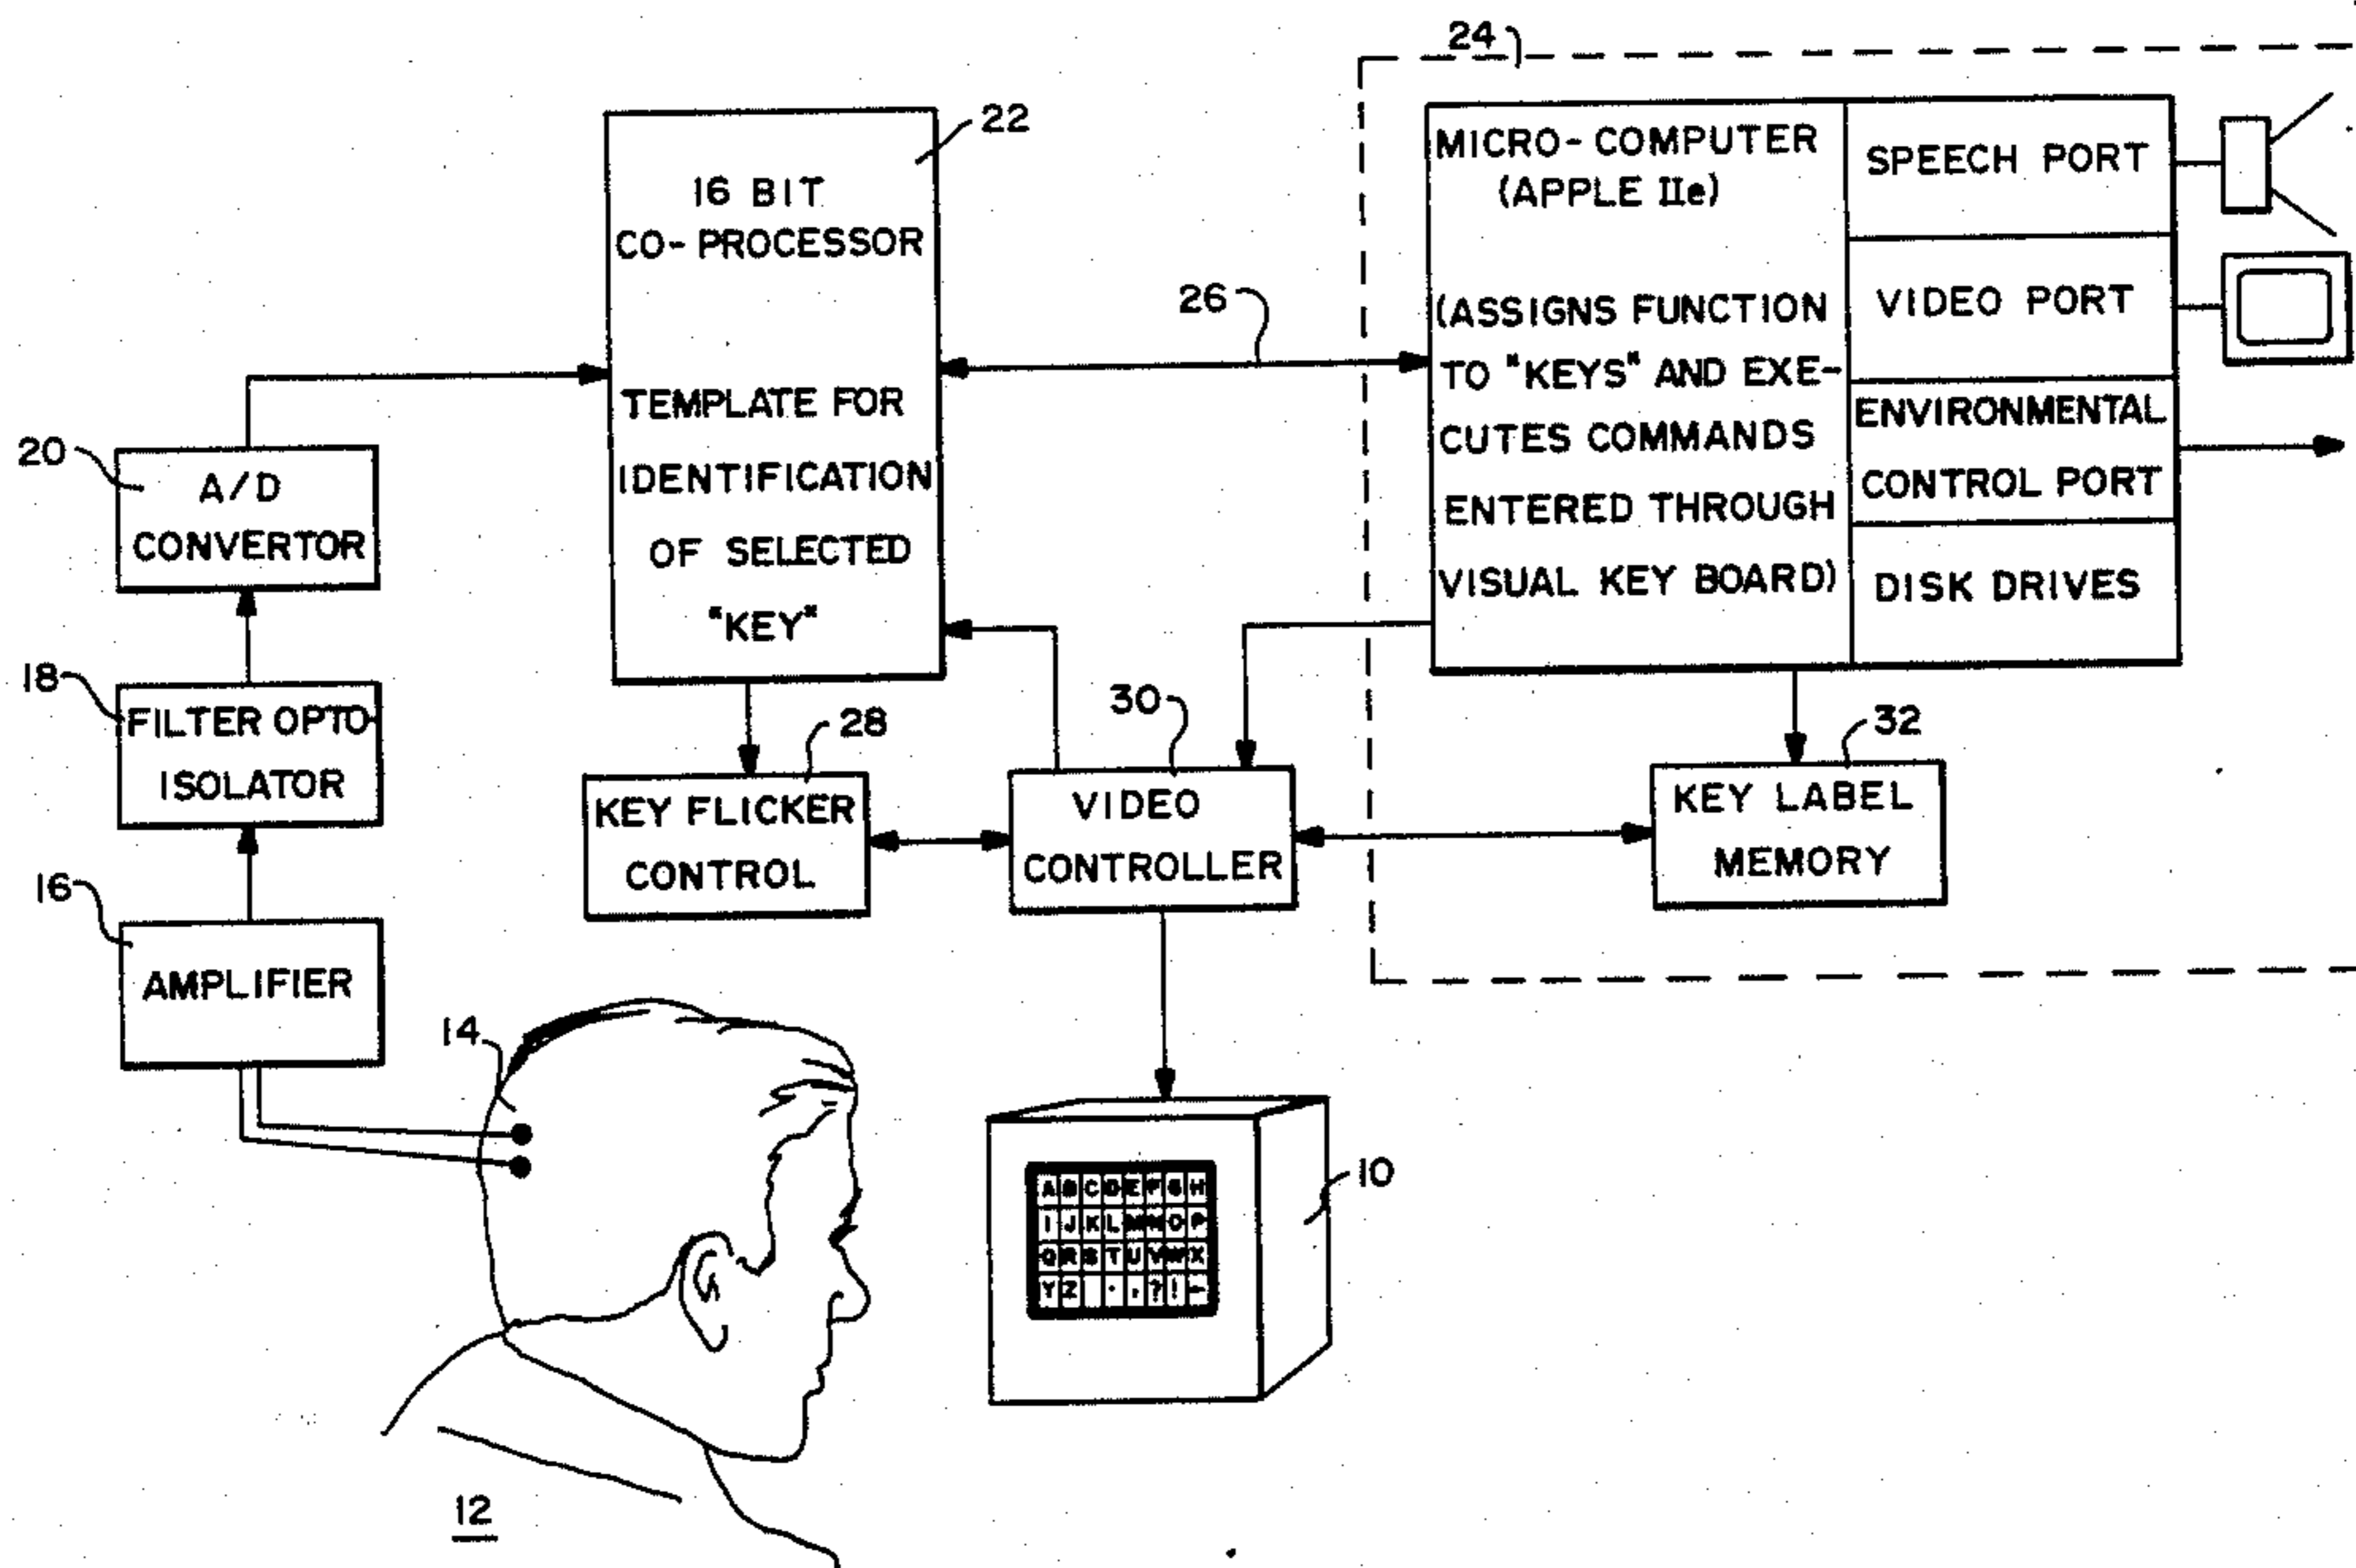 24
22
16 BIT
CO-PROCESSOR
TEMPLATE FOR
IDENTIFICATION
OF SELECTED
"KEY"
26
MICRO-COMPUTER
(APPLE IIe)
(ASSIGNS FUNCTION
TO "KEYS" AND EXE-
CUTES COMMANDS
ENTERED THROUGH
VISUAL KEY BOARD)
SPEECH PORT
VIDEO PORT
ENVIRONMENTAL
CONTROL PORT
DISK DRIVES
20
A/D
CONVERTOR
18
FILTER OPTO-
ISOLATOR
16
AMPLIFIER
28
KEY FLICKER
CONTROL
30
VIDEO
CONTROLLER
32
KEY LABEL
MEMORY
14
10
A B C D E F G H
I J K L M N O P
Q R S T U V W X
Y Z . , ? ! -
12